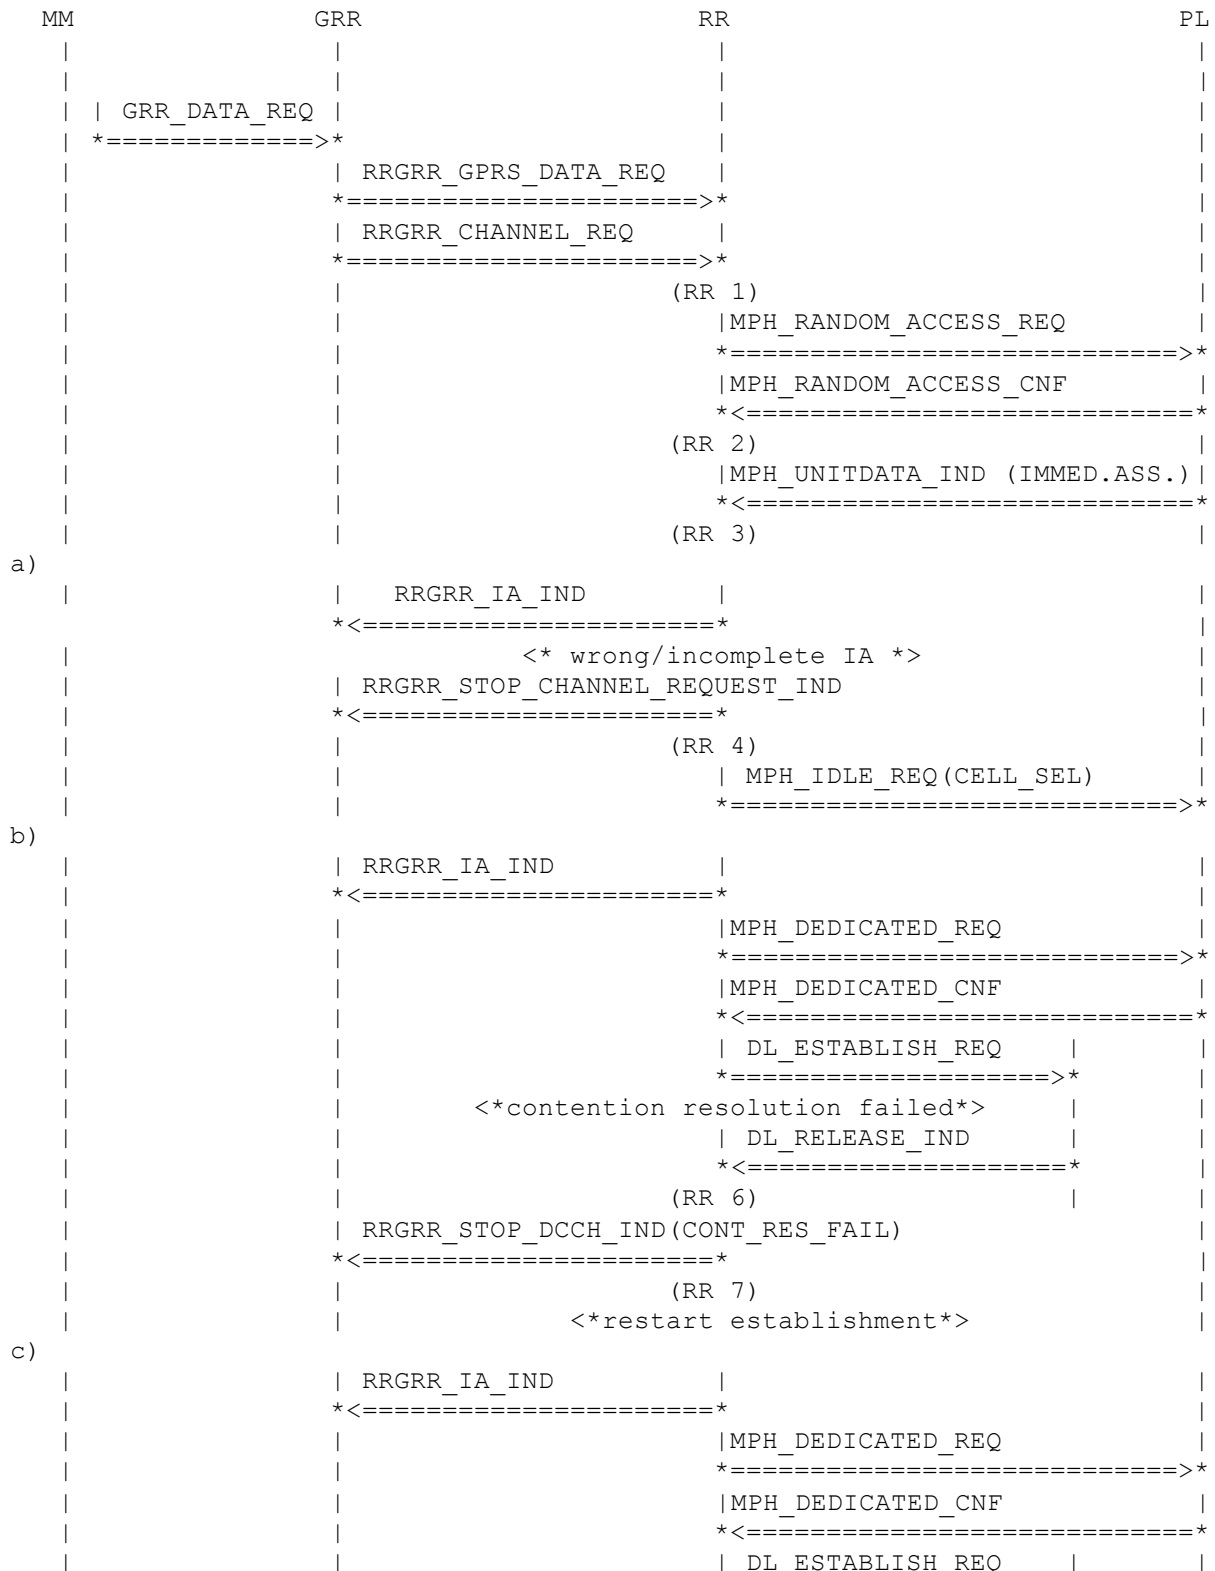 MM GRR RR PL
| | | |
| | | |
| | GRR_DATA_REQ | | |
| *=============>* | |
| | RRGRR_GPRS_DATA_REQ | |
| *======================>* |
| | RRGRR_CHANNEL_REQ | |
| *======================>* |
| | (RR 1) |
| | |MPH_RANDOM_ACCESS_REQ |
| | *============================>*
| | |MPH_RANDOM_ACCESS_CNF |
| | *<============================*
| | (RR 2) |
| | |MPH_UNITDATA_IND (IMMED.ASS.)|
| | *<============================*
| | (RR 3) |
a)
| | RRGRR_IA_IND | |
| *<======================* |
| <* wrong/incomplete IA *> |
| | RRGRR_STOP_CHANNEL_REQUEST_IND |
| *<======================* |
| | (RR 4) |
| | | MPH_IDLE_REQ(CELL_SEL) |
| | *============================>*
b)
| | RRGRR_IA_IND | |
| *<======================* |
| | |MPH_DEDICATED_REQ |
| | *============================>*
| | |MPH_DEDICATED_CNF |
| | *<============================*
| | | DL_ESTABLISH_REQ | |
| | *====================>* |
| | <*contention resolution failed*> | |
| | | DL_RELEASE_IND | |
| | *<====================* |
| | (RR 6) | |
| | RRGRR_STOP_DCCH_IND(CONT_RES_FAIL) |
| *<======================* |
| | (RR 7) |
| | <*restart establishment*> |
c)
| | RRGRR_IA_IND | |
| *<======================* |
| | |MPH_DEDICATED_REQ |
| | *============================>*
| | |MPH_DEDICATED_CNF |
| | *<============================*
| | | DL_ESTABLISH_REQ | |